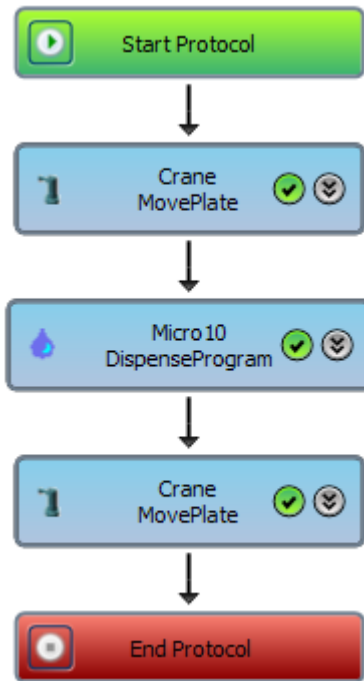 Start Protocol
Crane
MovePlate
Micro10
DispenseProgram
Crane
MovePlate
End Protocol